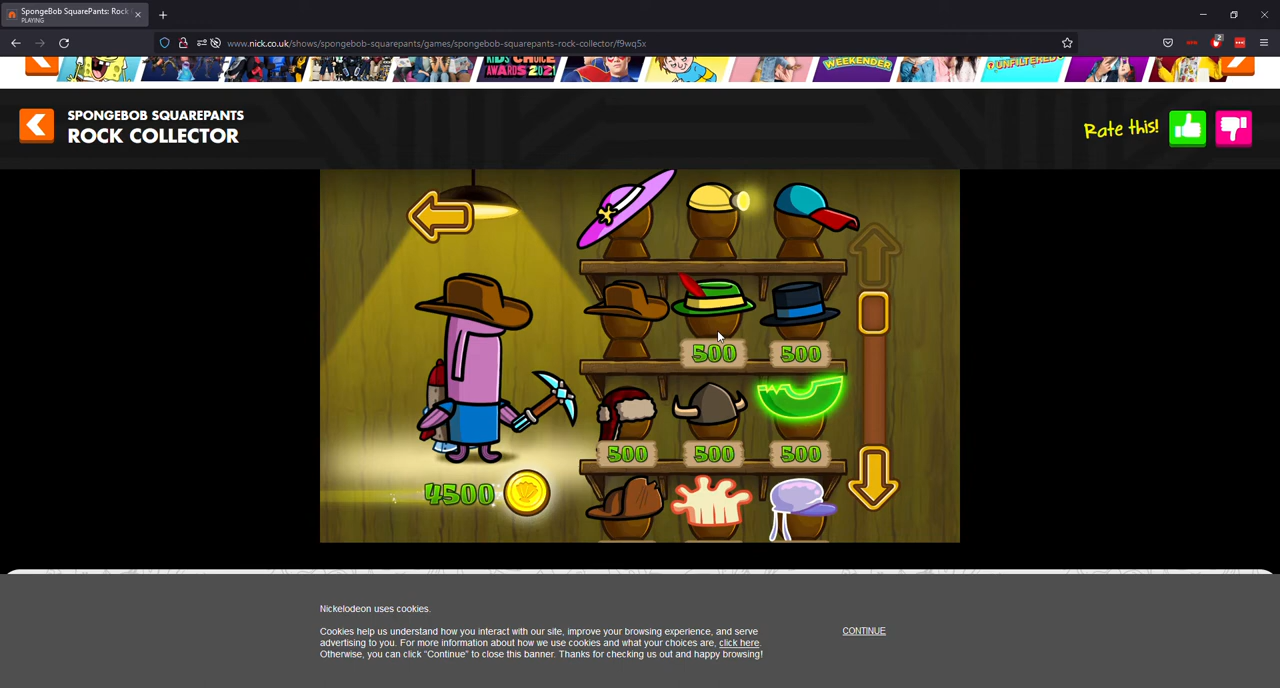 SpongeBob SquarePants: Rock
PLAYING
www.nick.co.uk/shows/spongebob-squarepants/games/spongebob-squarepants-rock-collector/f9wq5x
2
KIDS CHOICE
AWARDS 2021
WEEKENDER
UNFILTERED
SPONGEBOB SQUAREPANTS
ROCK COLLECTOR
Rate this!
500
500
500
500
500
4500
Nickelodeon uses cookies.
Cookies help us understand how you interact with our site, improve your browsing experience, and serve
advertising to you. For more information about how we use cookies and what your choices are, click here.
Otherwise, you can click “Continue” to close this banner. Thanks for checking us out and happy browsing!
CONTINUE